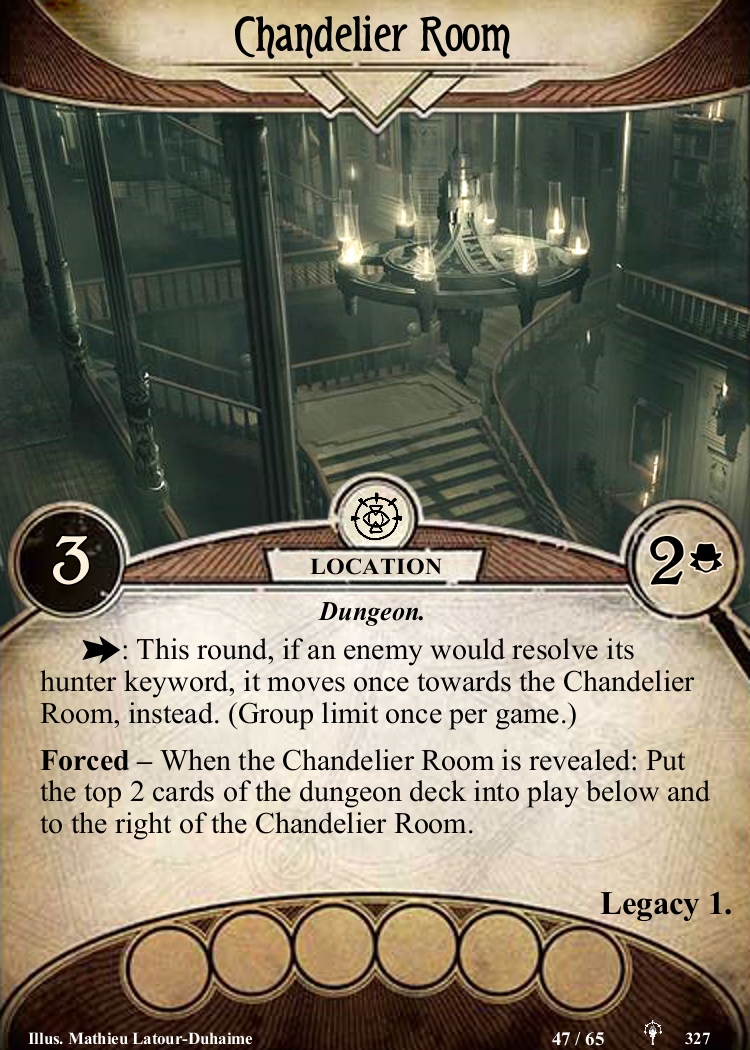 Chandelier Room
3
LOCATION
2
Dungeon.
: This round, if an enemy would resolve its
hunter keyword, it moves once towards the Chandelier
Room, instead. (Group limit once per game.)
Forced – When the Chandelier Room is revealed: Put
the top 2 cards of the dungeon deck into play below and
to the right of the Chandelier Room.
Legacy 1.
Illus. Mathieu Latour-Duhaime
47 / 65
327